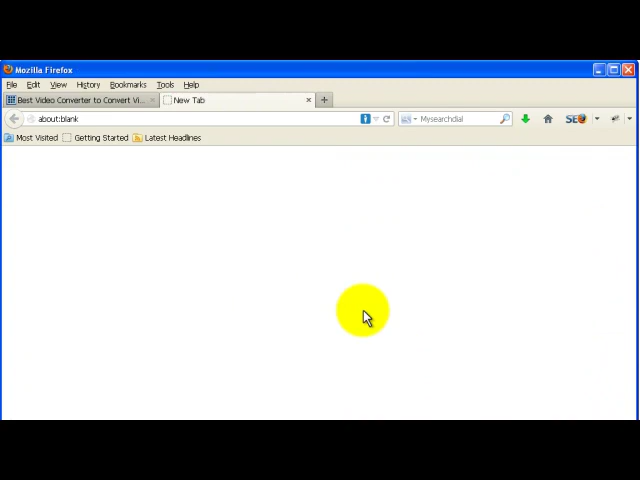 Mozilla Firefox
File Edit View History Bookmarks Tools Help
Best Video Converter to Convert Vi... New Tab
about:blank Mysearchdial SEO
Most Visited Getting Started Latest Headlines